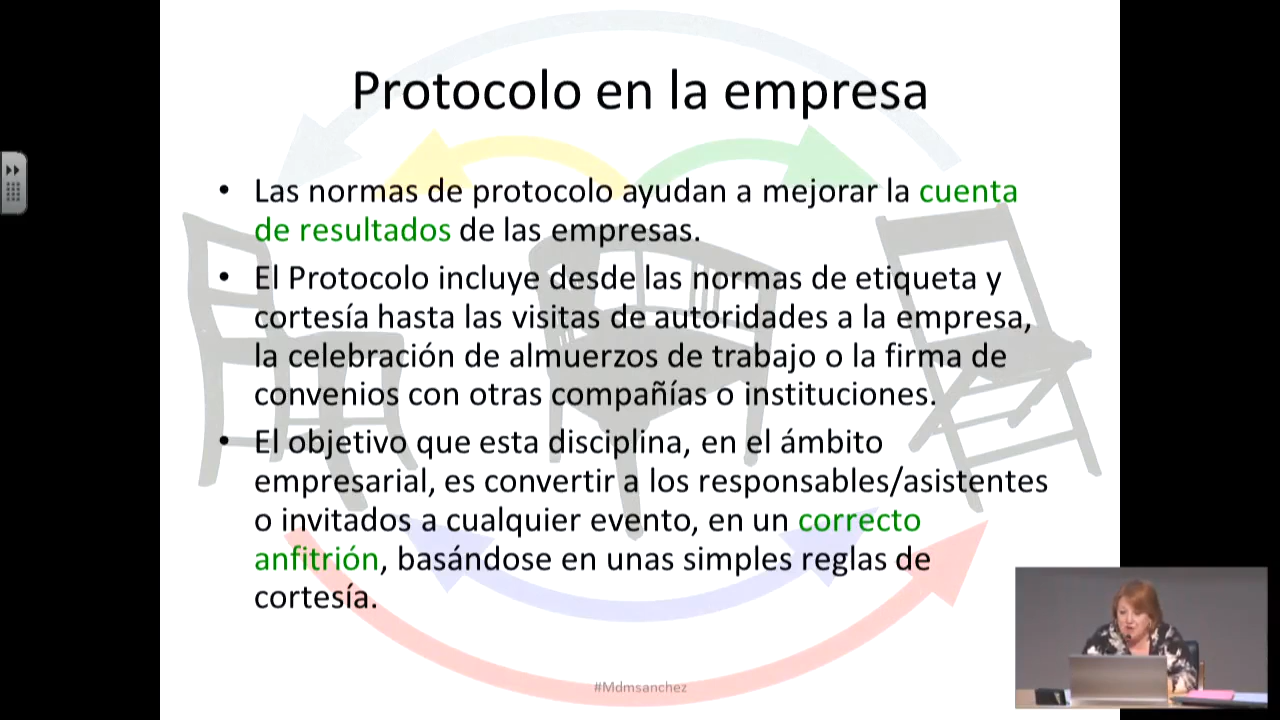 Protocolo en la empresa
• Las normas de protocolo ayudan a mejorar la cuenta
de resultados de las empresas.
• El Protocolo incluye desde las normas de etiqueta y
cortesía hasta las visitas de autoridades a la empresa,
la celebración de almuerzos de trabajo o la firma de
convenios con otras compañías o instituciones.
• El objetivo que esta disciplina, en el ámbito
empresarial, es convertir a los responsables/asistentes
o invitados a cualquier evento, en un correcto
anfitrión, basándose en unas simples reglas de
cortesía.
#Mdmsanchez